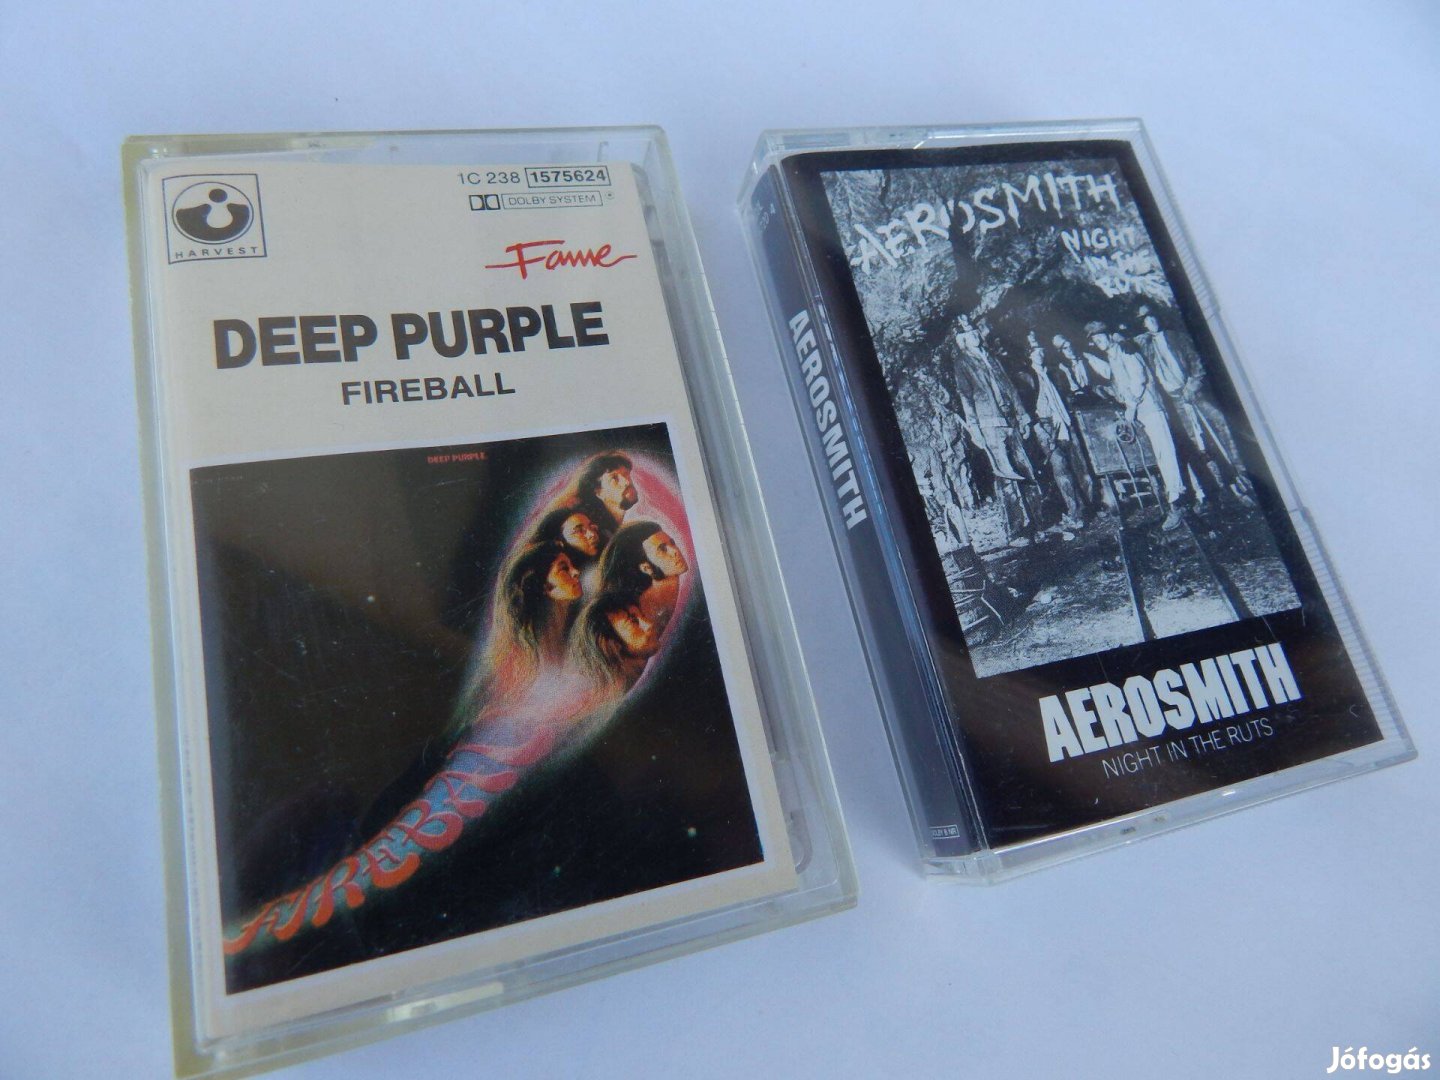 HARVEST
1C 238 1575624
DOLBY SYSTEM
Fame
DEEP PURPLE
FIREBALL
DEEP PURPLE
FIREBALL
AEROSMITH
AEROSMITH
NIGHT
IN THE
RUTS
AEROSMITH
NIGHT IN THE RUTS
Jófogás